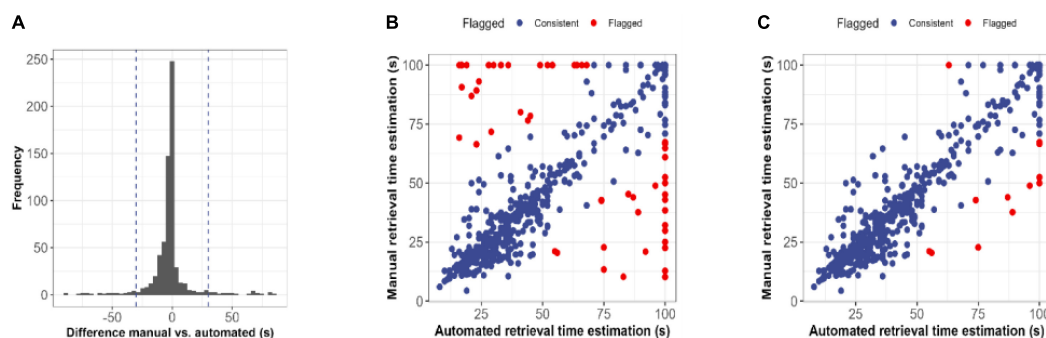 A
250
200
150
100
50
0
Frequency
-50
0
50
Difference manual vs. automated (s)
B
Flagged Consistent Flagged
100
75
50
25
0
Manual retrieval time estimation (s)
25
50
75
100
Automated retrieval time estimation (s)
C
Flagged Consistent Flagged
100
75
50
25
0
Manual retrieval time estimation (s)
25
50
75
100
Automated retrieval time estimation (s)